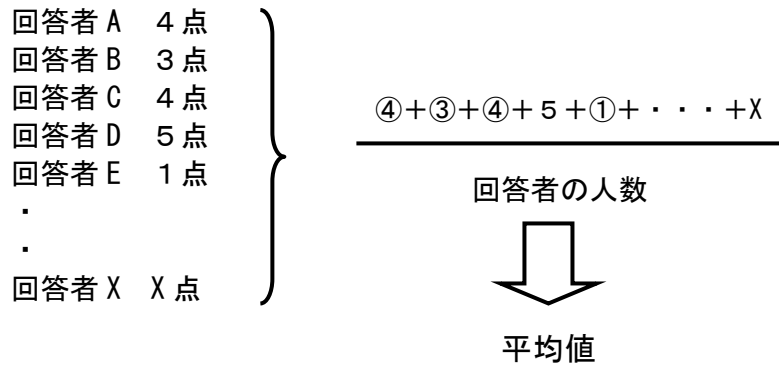 回答者A　４点
回答者B　３点
回答者C　４点
回答者D　５点
回答者E　１点
・
・
回答者X　X点
④＋③＋④＋５＋①＋・・・＋X
回答者の人数
平均値